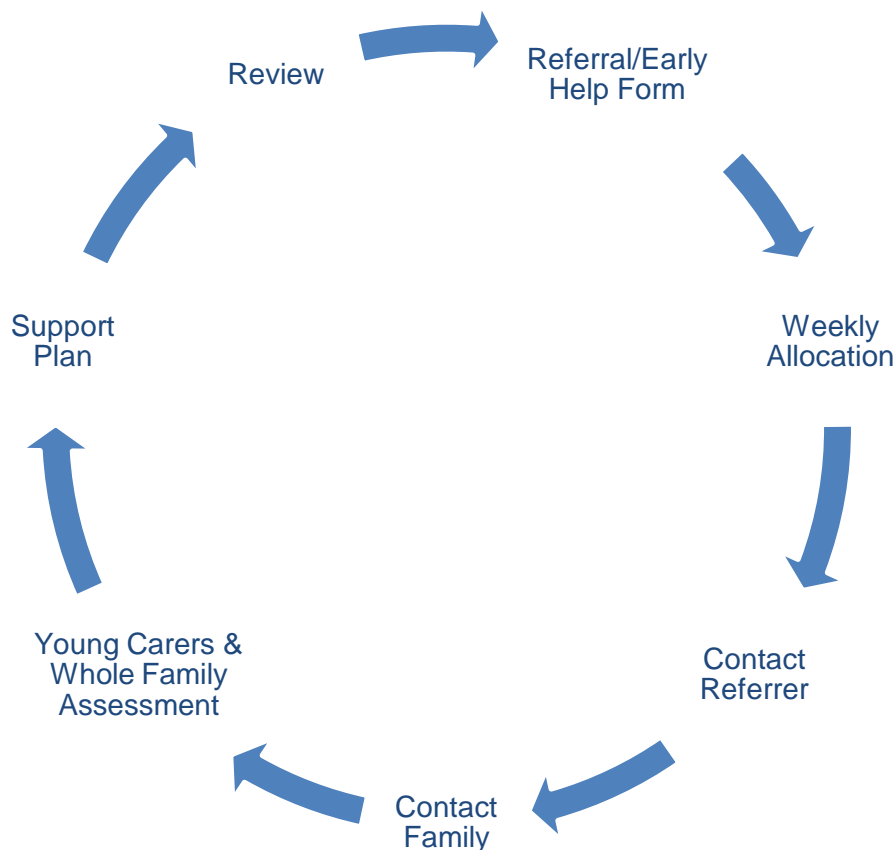 Review
Referral/Early
Help Form
Weekly
Allocation
Contact
Referrer
Contact
Family
Young Carers &
Whole Family
Assessment
Support
Plan